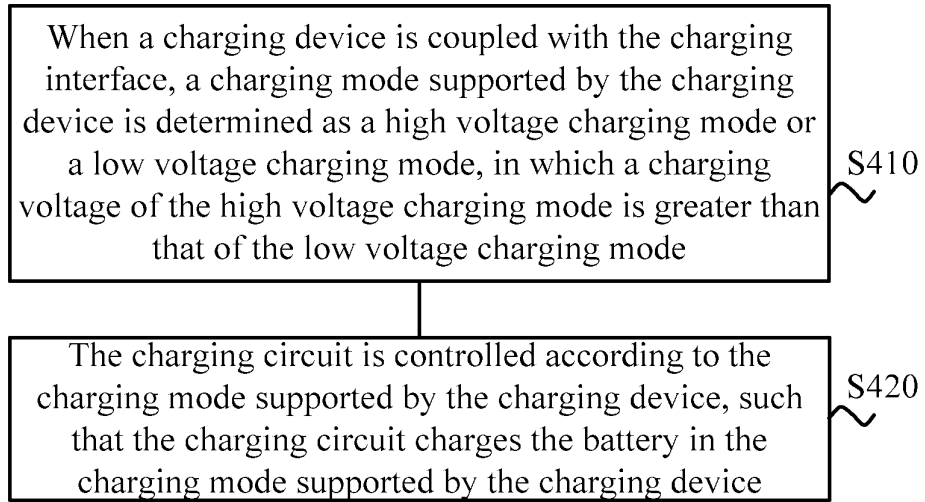 When a charging device is coupled with the charging
interface, a charging mode supported by the charging
device is determined as a high voltage charging mode or
a low voltage charging mode, in which a charging
voltage of the high voltage charging mode is greater than
that of the low voltage charging mode
S410
The charging circuit is controlled according to the
charging mode supported by the charging device, such
that the charging circuit charges the battery in the
charging mode supported by the charging device
S420